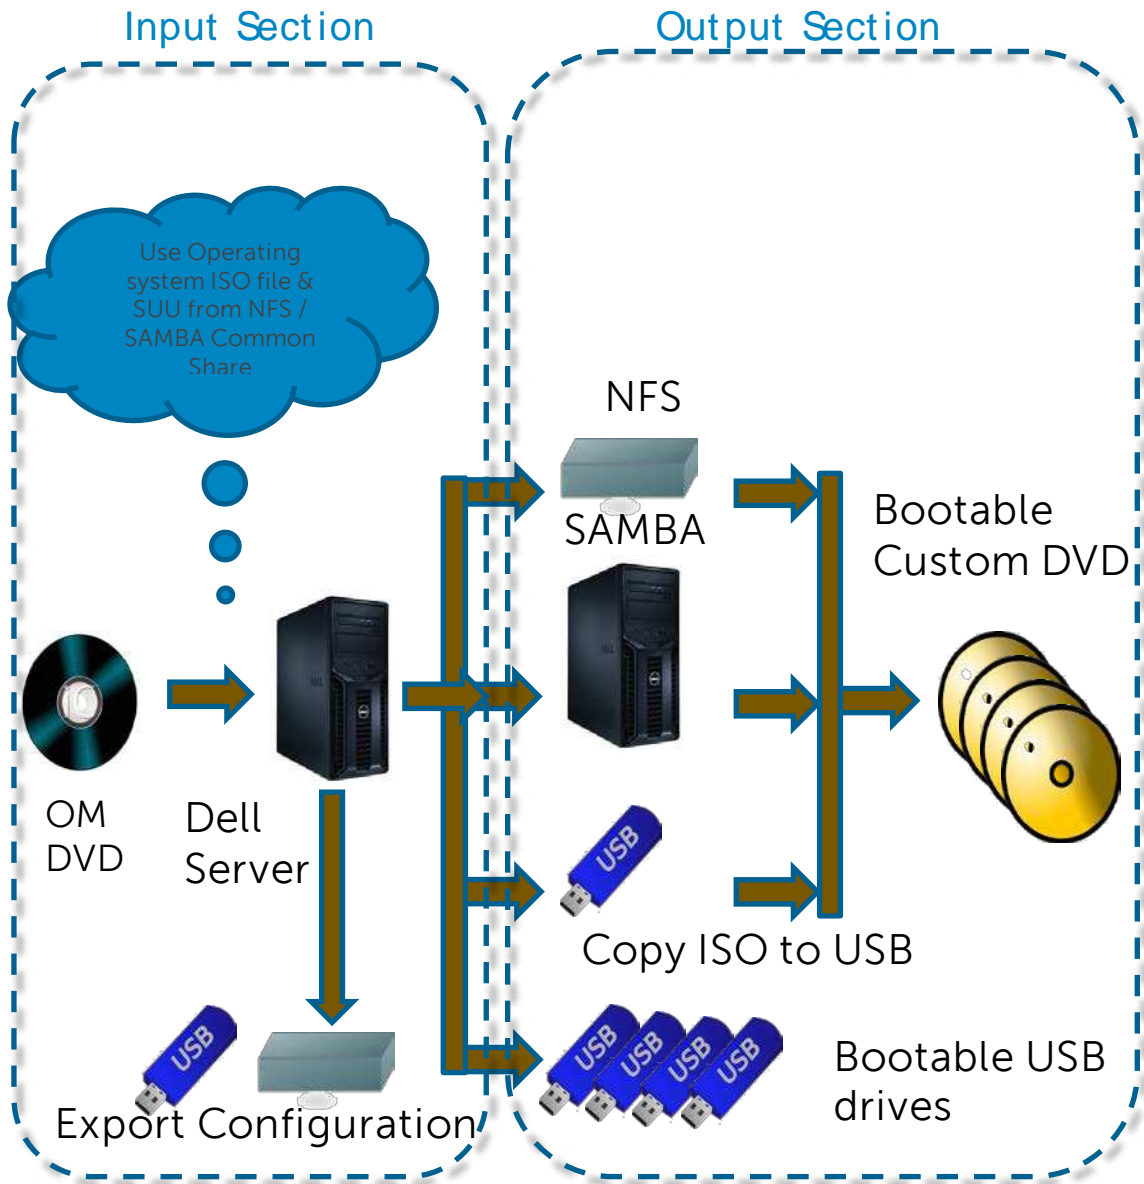 Input Section
Output Section
Use Operating
system ISO file &
SUU from NFS /
SAMBA Common
Share
NFS
SAMBA
Bootable
Custom DVD
OM
DVD
Dell
Server
USB
Copy ISO to USB
USB
Export Configuration
USB
USB
USB
USB
Bootable USB
drives